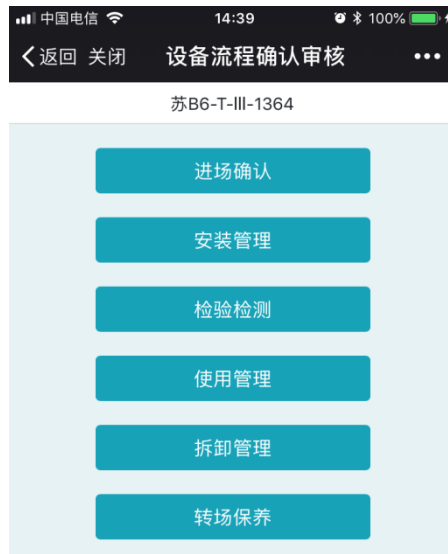 中国电信 14:39 100%
返回 关闭 设备流程确认审核
苏B6-T-Ⅲ-1364
进场确认
安装管理
检验检测
使用管理
拆卸管理
转场保养